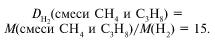 D_{H₂}(смеси CH₄ и C₃H₈) =
M(смеси CH₄ и C₃H₈)/M(H₂) = 15.